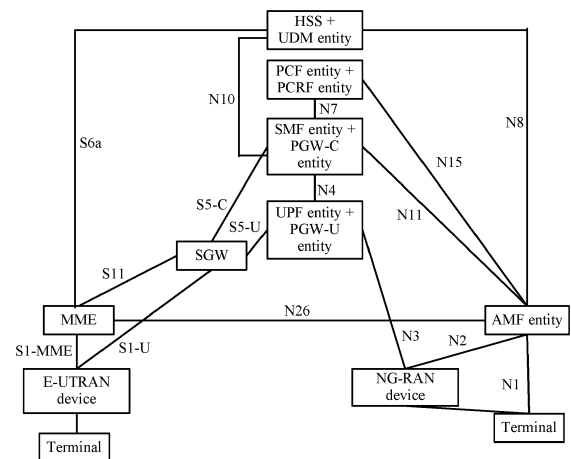 HSS +
UDM entity
PCF entity +
PCRF entity
N10
N7
N8
SMF entity +
PGW-C
entity
S6a
N15
S5-C
N4
UPF entity +
PGW-U
entity
S5-U
N11
SGW
S11
MME
N26
AMF entity
S1-MME
S1-U
N3
N2
E-UTRAN
device
NG-RAN
device
N1
Terminal
Terminal